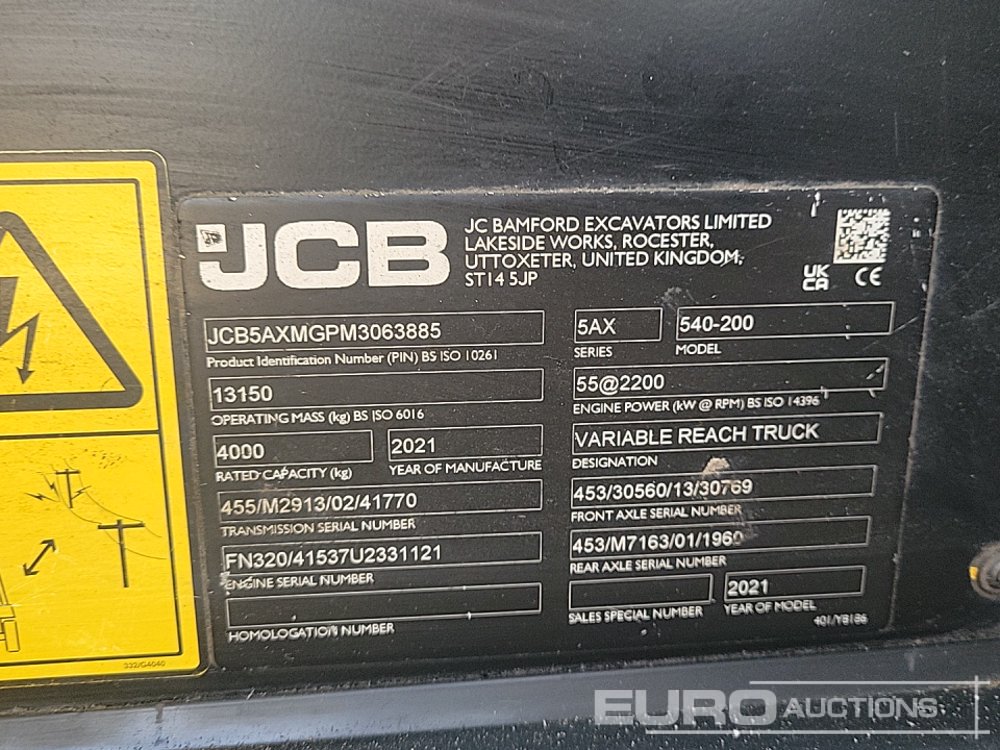 JCB
JC BAMFORD EXCAVATORS LIMITED
LAKESIDE WORKS, ROCESTER,
UTTOXETER, UNITED KINGDOM,
ST14 5JP
UK
CA
CE
JCB5AXMGPM3063885
Product Identification Number (PIN) BS ISO 10261
5AX
SERIES
540-200
MODEL
13150
OPERATING MASS (kg) BS ISO 6016
55@2200
ENGINE POWER (kW @ RPM) BS ISO 14396
4000
RATED CAPACITY (kg)
2021
YEAR OF MANUFACTURE
VARIABLE REACH TRUCK
DESIGNATION
455/M2913/02/41770
TRANSMISSION SERIAL NUMBER
453/30560/13/30769
FRONT AXLE SERIAL NUMBER
FN320/41537U2331121
ENGINE SERIAL NUMBER
453/M7163/01/1960
REAR AXLE SERIAL NUMBER
HOMOLOGATION NUMBER
SALES SPECIAL NUMBER
2021
YEAR OF MODEL
401/Y8186
332/G4040
EURO AUCTIONS